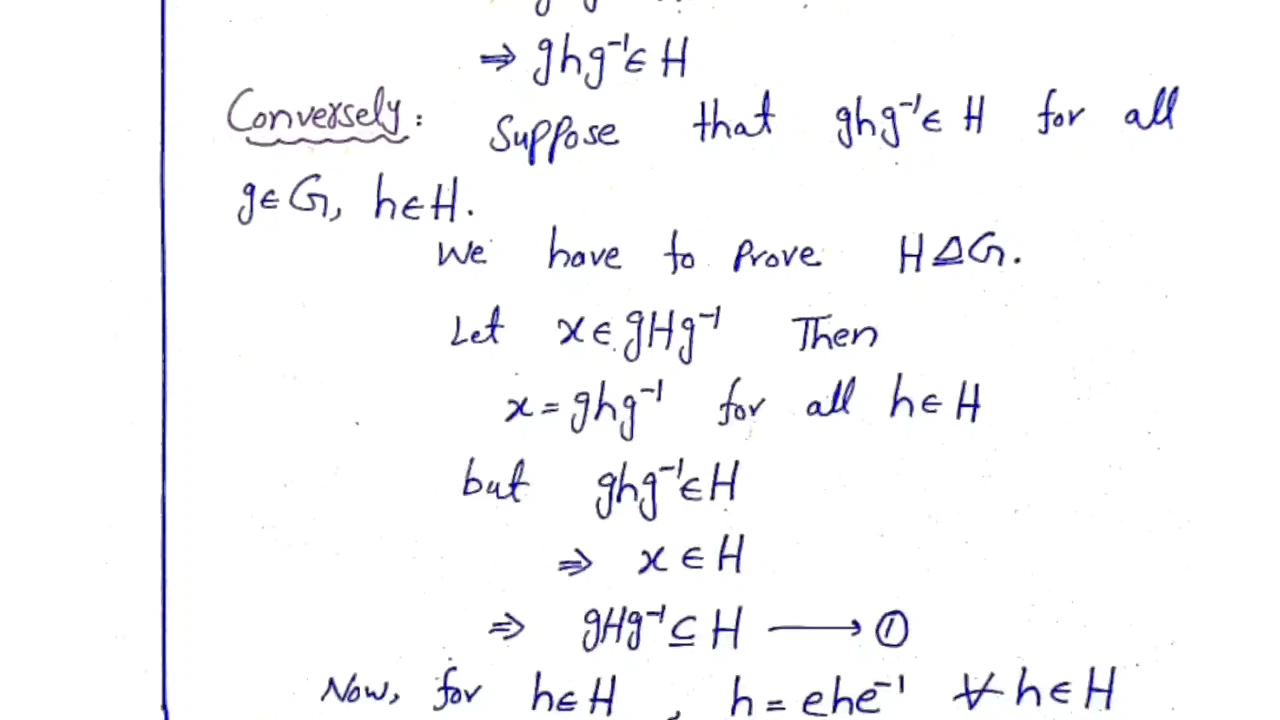 ⇒ ghg⁻¹∈ H
Conversely: Suppose that ghg⁻¹∈ H for all
g∈G, h∈H.
We have to prove H⊴G.
Let x∈gHg⁻¹ Then
x = ghg⁻¹ for all h∈H
but ghg⁻¹∈H
⇒ x∈H
⇒ gHg⁻¹⊆H ⟶ ①
Now, for h∈H, h = ehe⁻¹ ∀ h∈H